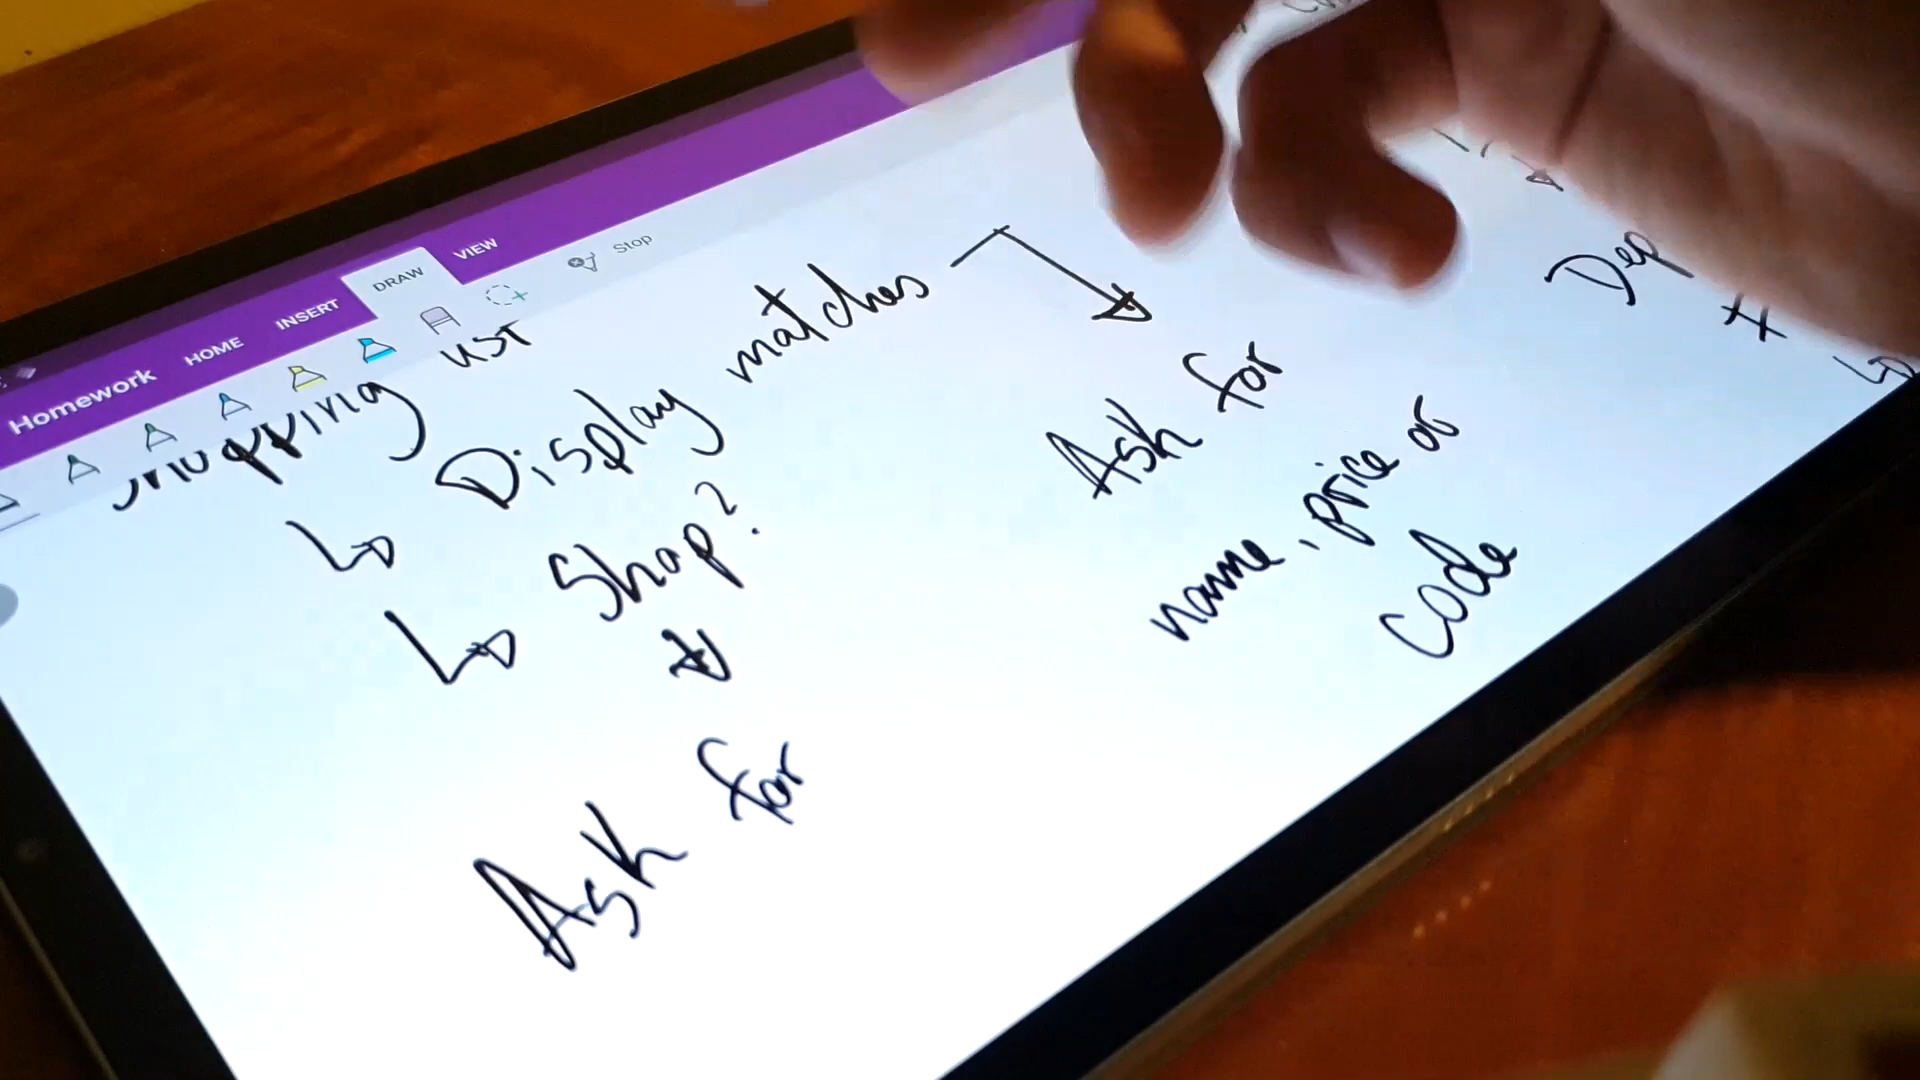 Homework HOME INSERT DRAW VIEW
Stop
shopping list
↳ Display matches
↳ Shop?
Ask for
Ask for
name, price or
code
Dep
#